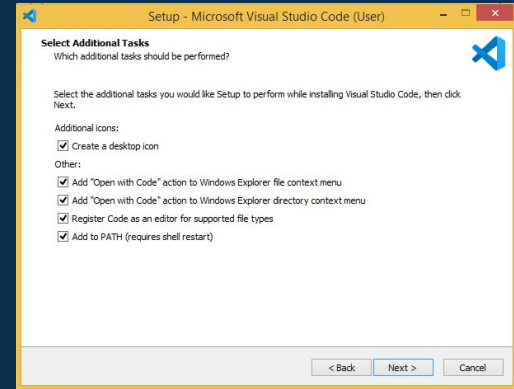 Setup - Microsoft Visual Studio Code (User)
Select Additional Tasks
Which additional tasks should be performed?
Select the additional tasks you would like Setup to perform while installing Visual Studio Code, then click
Next.
Additional icons:
Create a desktop icon
Other:
Add "Open with Code" action to Windows Explorer file context menu
Add "Open with Code" action to Windows Explorer directory context menu
Register Code as an editor for supported file types
Add to PATH (requires shell restart)
< Back
Next >
Cancel